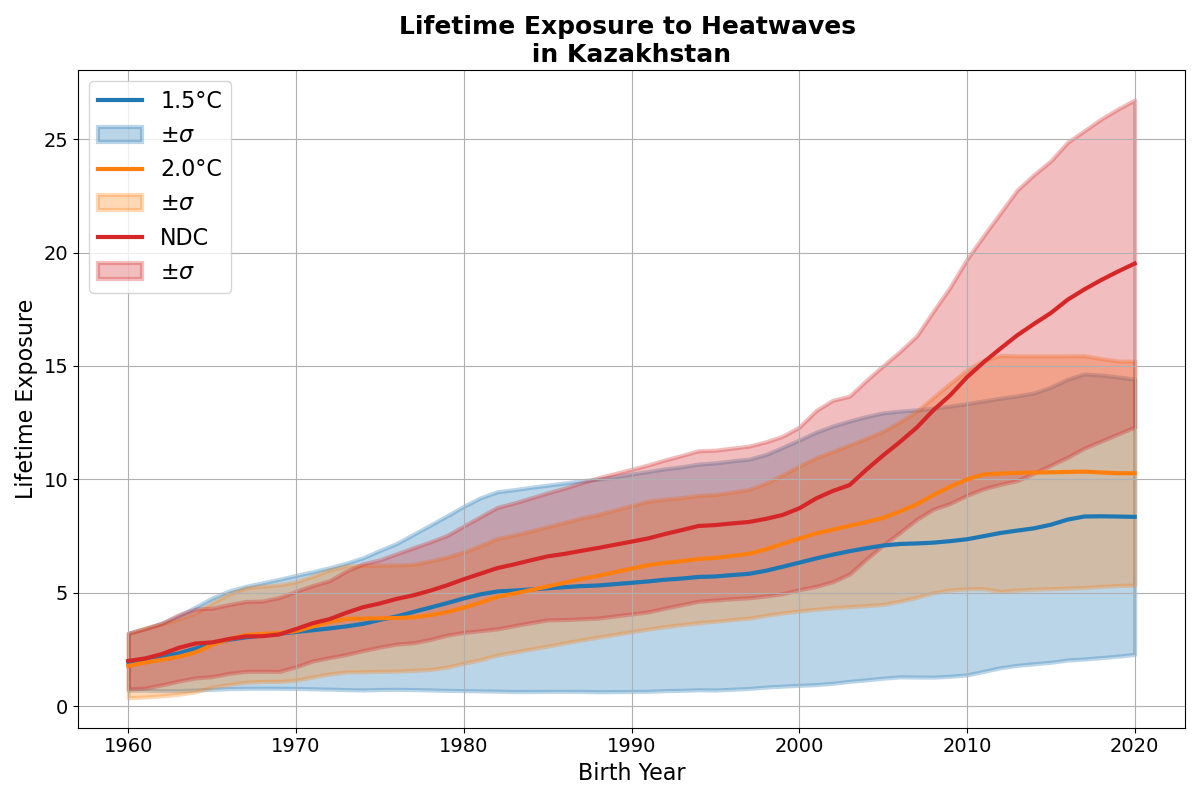 Lifetime Exposure to Heatwaves
in Kazakhstan
1.5°C
±σ
2.0°C
±σ
NDC
±σ
Lifetime Exposure
25
20
15
10
5
0
1960
1970
1980
1990
2000
2010
2020
Birth Year